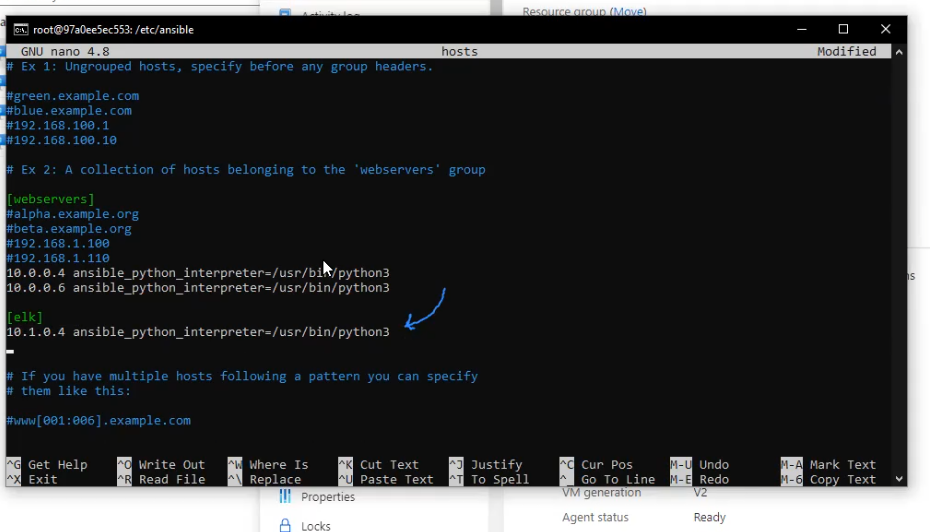 Activity log
Resource group (Move)
root@97a0ee5ec553: /etc/ansible
GNU nano 4.8 hosts Modified
# Ex 1: Ungrouped hosts, specify before any group headers.
#green.example.com
#blue.example.com
#192.168.100.1
#192.168.100.10
# Ex 2: A collection of hosts belonging to the 'webservers' group
[webservers]
#alpha.example.org
#beta.example.org
#192.168.1.100
#192.168.1.110
10.0.0.4 ansible_python_interpreter=/usr/bin/python3
10.0.0.6 ansible_python_interpreter=/usr/bin/python3
[elk]
10.1.0.4 ansible_python_interpreter=/usr/bin/python3
# If you have multiple hosts following a pattern you can specify
# them like this:
#www[001:006].example.com
^G Get Help ^O Write Out ^W Where Is ^K Cut Text ^J Justify ^C Cur Pos M-U Undo M-A Mark Text
^X Exit ^R Read File ^\ Replace ^U Paste Text ^T To Spell ^_ Go To Line M-E Redo M-6 Copy Text
Properties
VM generation V2
Locks
Agent status Ready